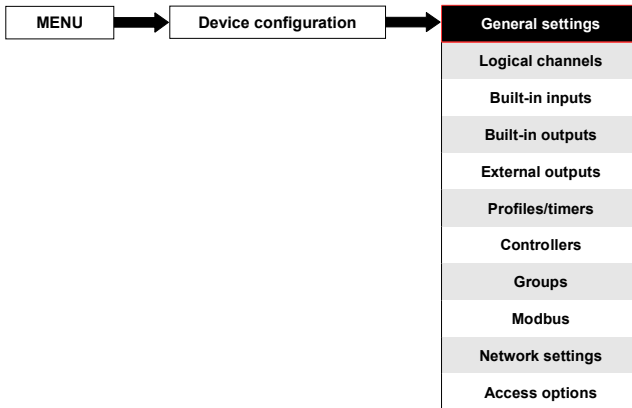 MENU
Device configuration
General settings
Logical channels
Built-in inputs
Built-in outputs
External outputs
Profiles/timers
Controllers
Groups
Modbus
Network settings
Access options